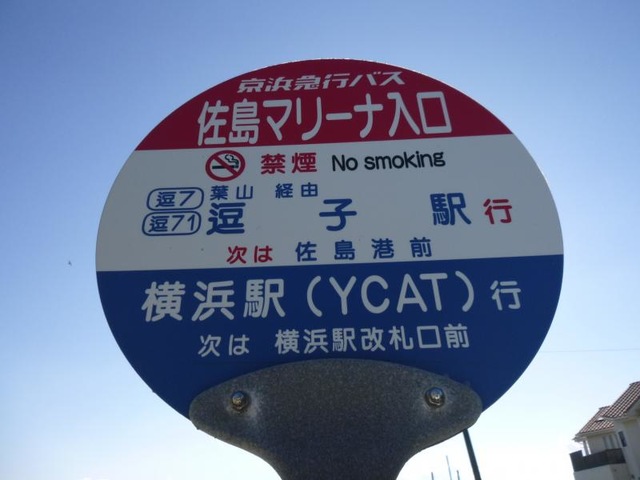 京浜急行バス
佐島マリーナ入口
禁煙 No smoking
逗7 葉山 経由
逗71 逗子駅行
次は 佐島港前
横浜駅(YCAT)行
次は 横浜駅改札口前